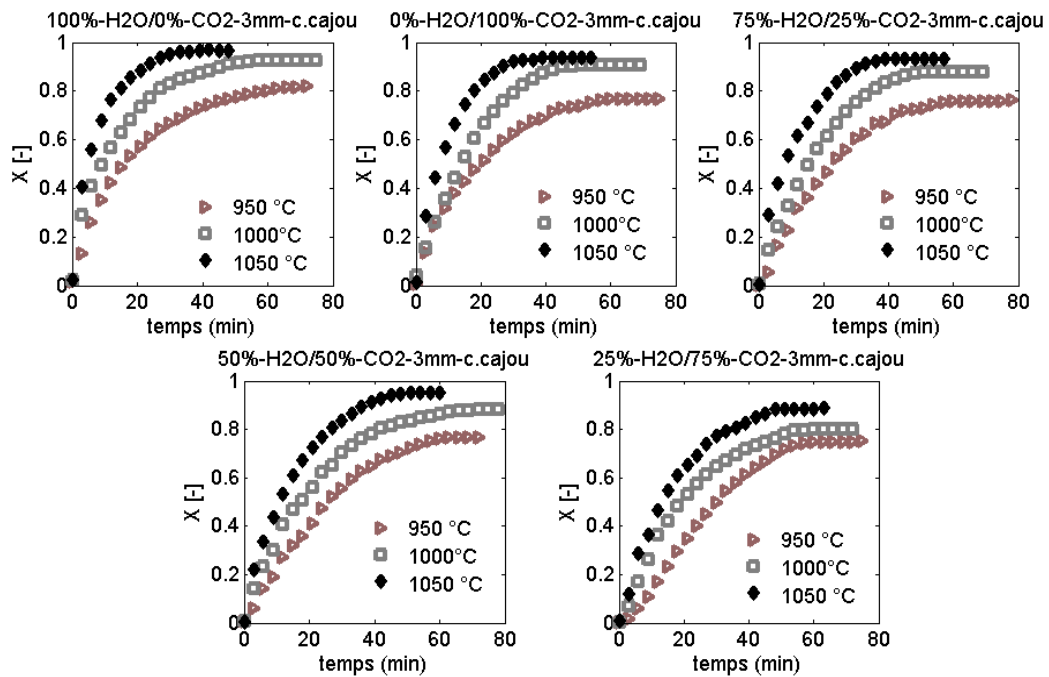 100%-H2O/0%-CO2-3mm-c.cajou
0%-H2O/100%-CO2-3mm-c.cajou
75%-H2O/25%-CO2-3mm-c.cajou
X [-]
1
0.8
0.6
0.4
0.2
0
950 °C
1000°C
1050 °C
0 20 40 60 80
temps (min)
X [-]
1
0.8
0.6
0.4
0.2
0
950 °C
1000°C
1050 °C
0 20 40 60 80
temps (min)
X [-]
1
0.8
0.6
0.4
0.2
0
950 °C
1000°C
1050 °C
0 20 40 60 80
temps (min)
50%-H2O/50%-CO2-3mm-c.cajou
25%-H2O/75%-CO2-3mm-c.cajou
X [-]
1
0.8
0.6
0.4
0.2
0
950 °C
1000°C
1050 °C
0 20 40 60 80
temps (min)
X [-]
1
0.8
0.6
0.4
0.2
0
950 °C
1000°C
1050 °C
0 20 40 60 80
temps (min)